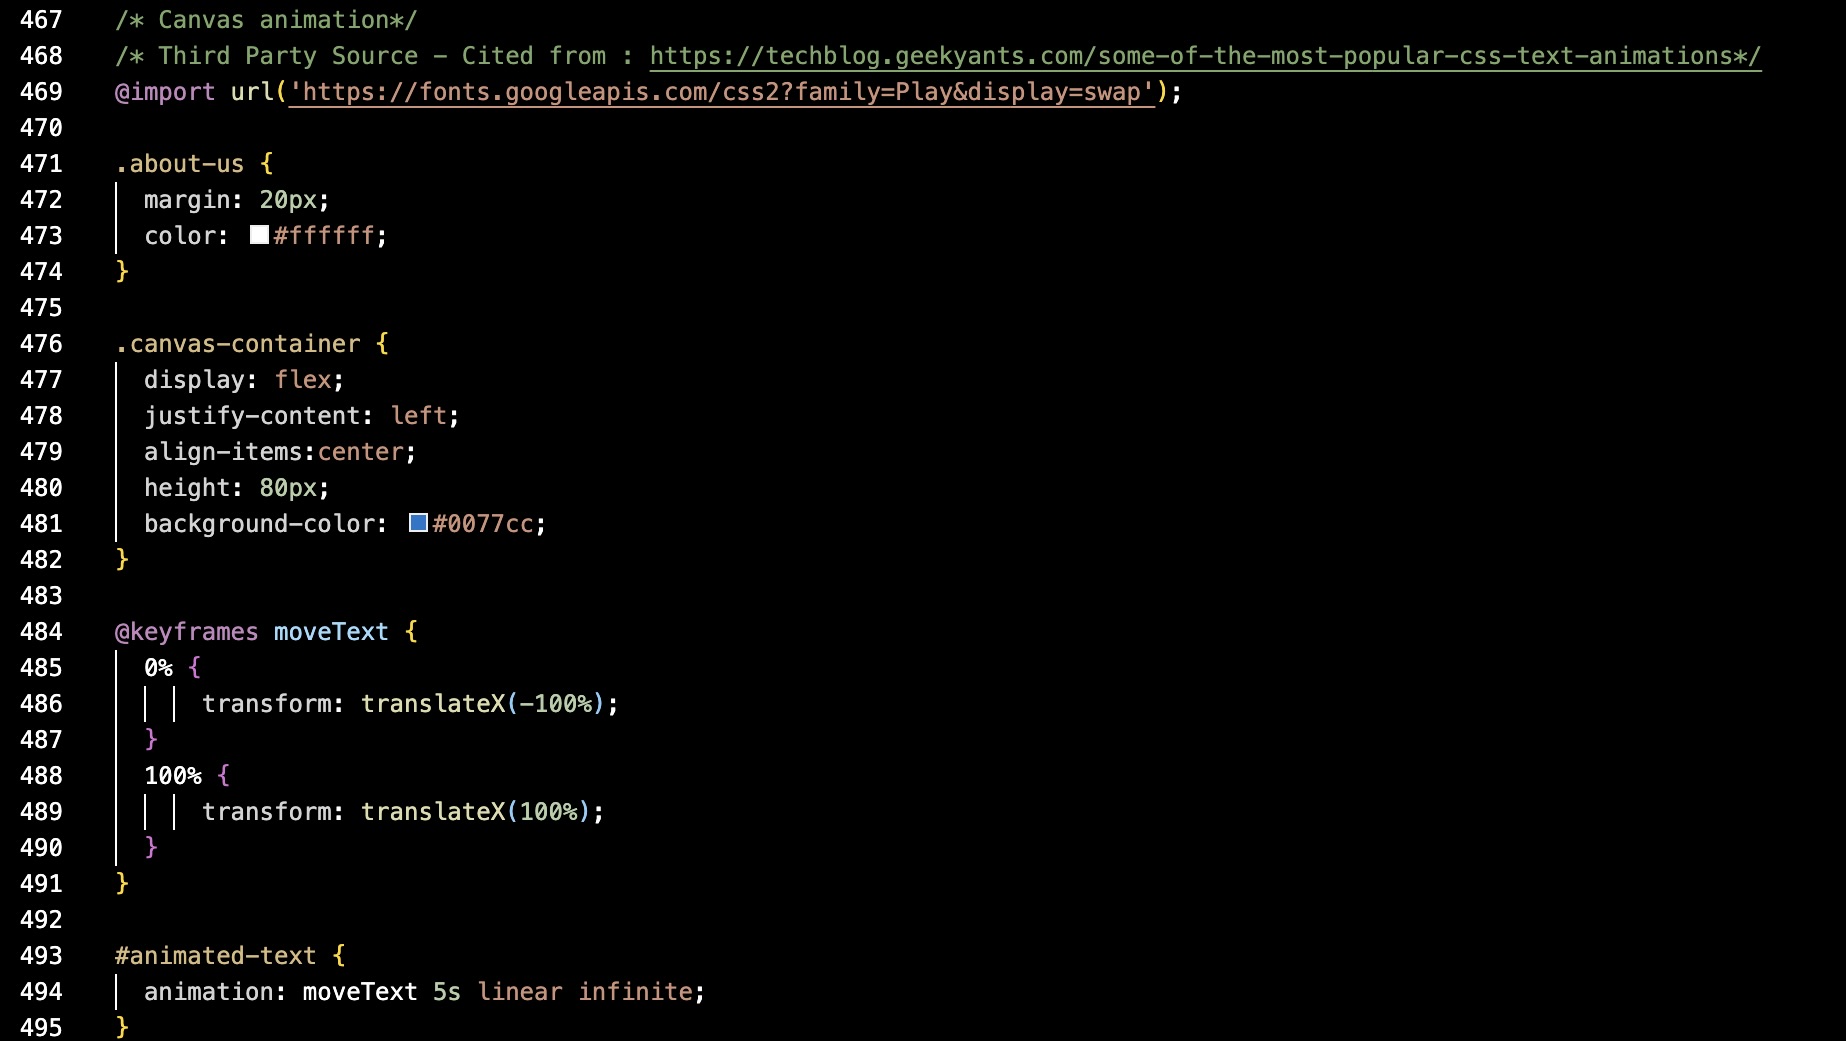 467 /* Canvas animation*/
468 /* Third Party Source - Cited from : https://techblog.geekyants.com/some-of-the-most-popular-css-text-animations*/
469 @import url('https://fonts.googleapis.com/css2?family=Play&display=swap');
470
471 .about-us {
472 margin: 20px;
473 color: #ffffff;
474 }
475
476 .canvas-container {
477 display: flex;
478 justify-content: left;
479 align-items:center;
480 height: 80px;
481 background-color: #0077cc;
482 }
483
484 @keyframes moveText {
485 0% {
486 transform: translateX(-100%);
487 }
488 100% {
489 transform: translateX(100%);
490 }
491 }
492
493 #animated-text {
494 animation: moveText 5s linear infinite;
495 }